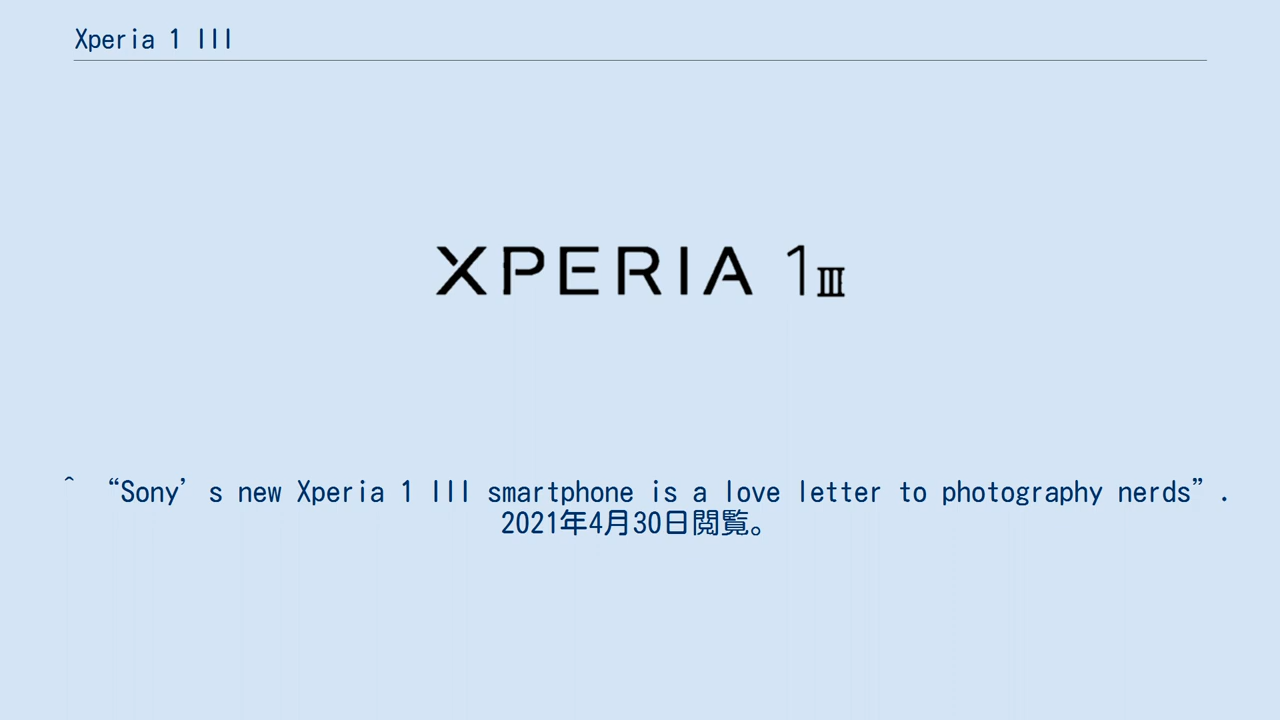 Xperia 1 III
XPERIA 1III
^ “Sony’s new Xperia 1 III smartphone is a love letter to photography nerds”.
2021年4月30日閲覧。